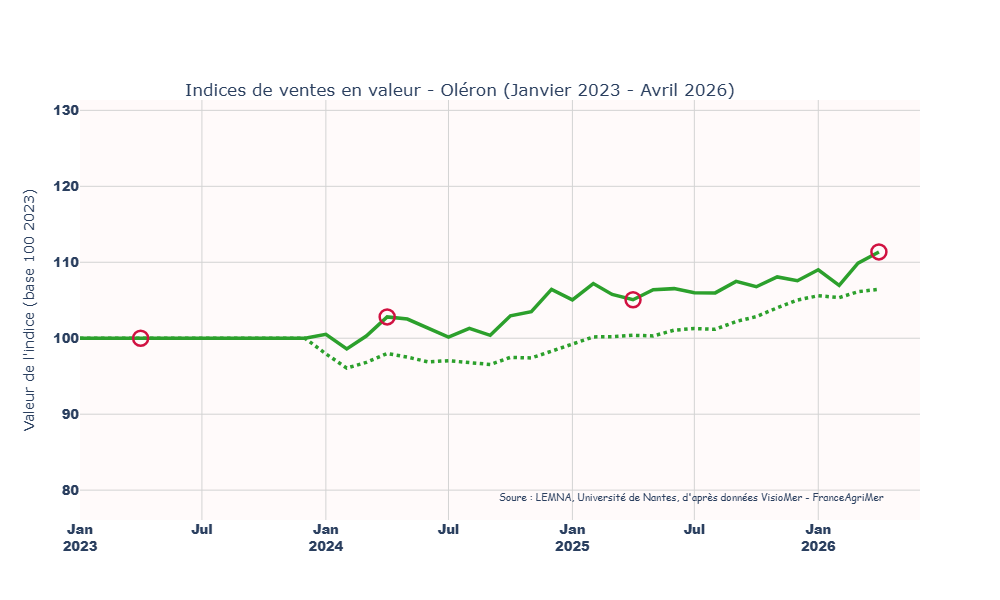 Indices de ventes en valeur - Oléron (Janvier 2023 - Avril 2026)
Valeur de l'indice (base 100 2023)
130
120
110
100
90
80
Soure : LEMNA, Université de Nantes, d'après données VisioMer - FranceAgriMer
Jan Jul Jan Jul Jan Jul Jan
2023 2024 2025 2026